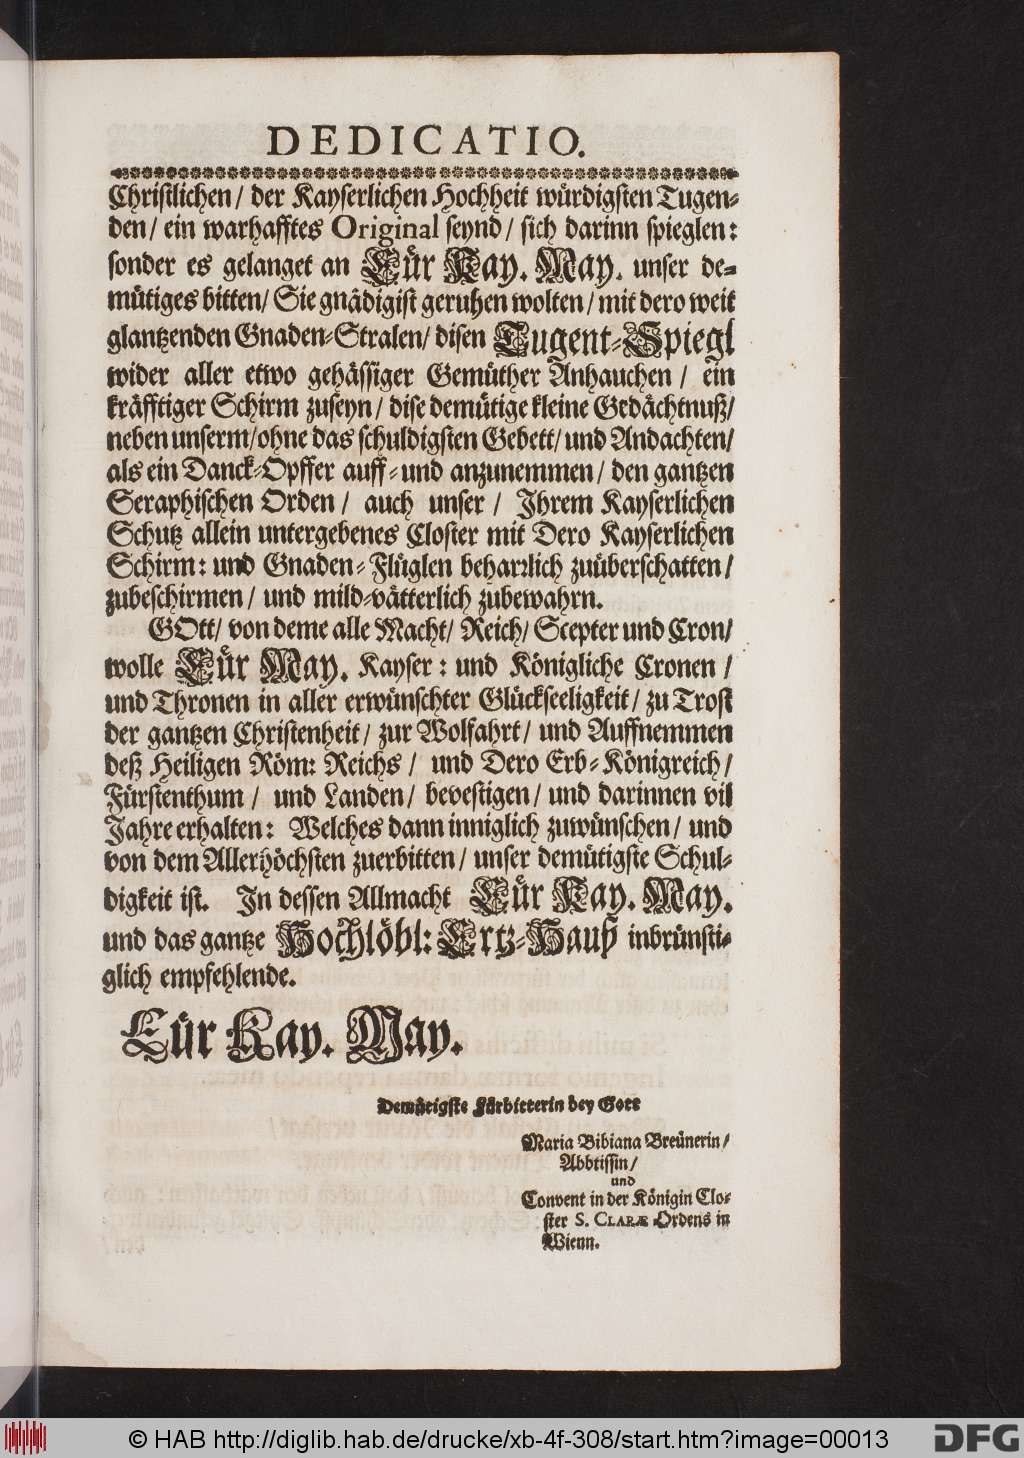 DEDICATIO.
Christlichen/ der Kayserlichen Hochheit würdigsten Tugen-
den/ ein warhafftes Original seynd/ sich darinn spieglen:
sonder es gelanget an Eür Kay. May. unser de-
mütiges bitten/ Sie gnädigist geruhen wolten/ mit dero weit
glantzenden Gnaden-Stralen/ disen Tugent-Spiegl
wider aller etwo gehässiger Gemüther Anhauchen/ ein
kräfftiger Schirm zuseyn/ dise demütige kleine Gedächtnuß/
neben unserm/ ohne das schuldigsten Gebett/ und Andachten/
als ein Danck-Opffer auff- und anzunemmen/ den gantzen
Seraphischen Orden/ auch unser/ Ihrem Kayserlichen
Schutz allein untergebenes Closter mit Dero Kayserlichen
Schirm: und Gnaden-Flüglen beharrlich zuüberschatten/
zubeschirmen/ und mild-vätterlich zubewahrn.
GOtt/ von deme alle Macht/ Reich/ Scepter und Cron/
wolle Eür May. Kayser: und Königliche Cronen/
und Thronen in aller erwünschter Glückseeligkeit/ zu Trost
der gantzen Christenheit/ zur Wolfahrt/ und Auffnemmen
deß Heiligen Röm: Reichs/ und Dero Erb-Königreich/
Fürstenthum/ und Landen/ bevestigen/ und darinnen vil
Jahre erhalten: Welches dann inniglich zuwünschen/ und
von dem Allerhöchsten zuerbitten/ unser demütigste Schul-
digkeit ist. In dessen Allmacht Eür Kay. May.
und das gantze Hochlöbl: Ertz-Hauß inbrünsti-
glich empfehlende.
Eür Kay. May.
Demütigste Fürbitterin bey Gott
Maria Bibiana Breünerin/
Abbtissin/
und
Convent in der Königin Clo-
ster S. CLARÆ Ordens in
Wienn.
© HAB http://diglib.hab.de/drucke/xb-4f-308/start.htm?image=00013
DFG